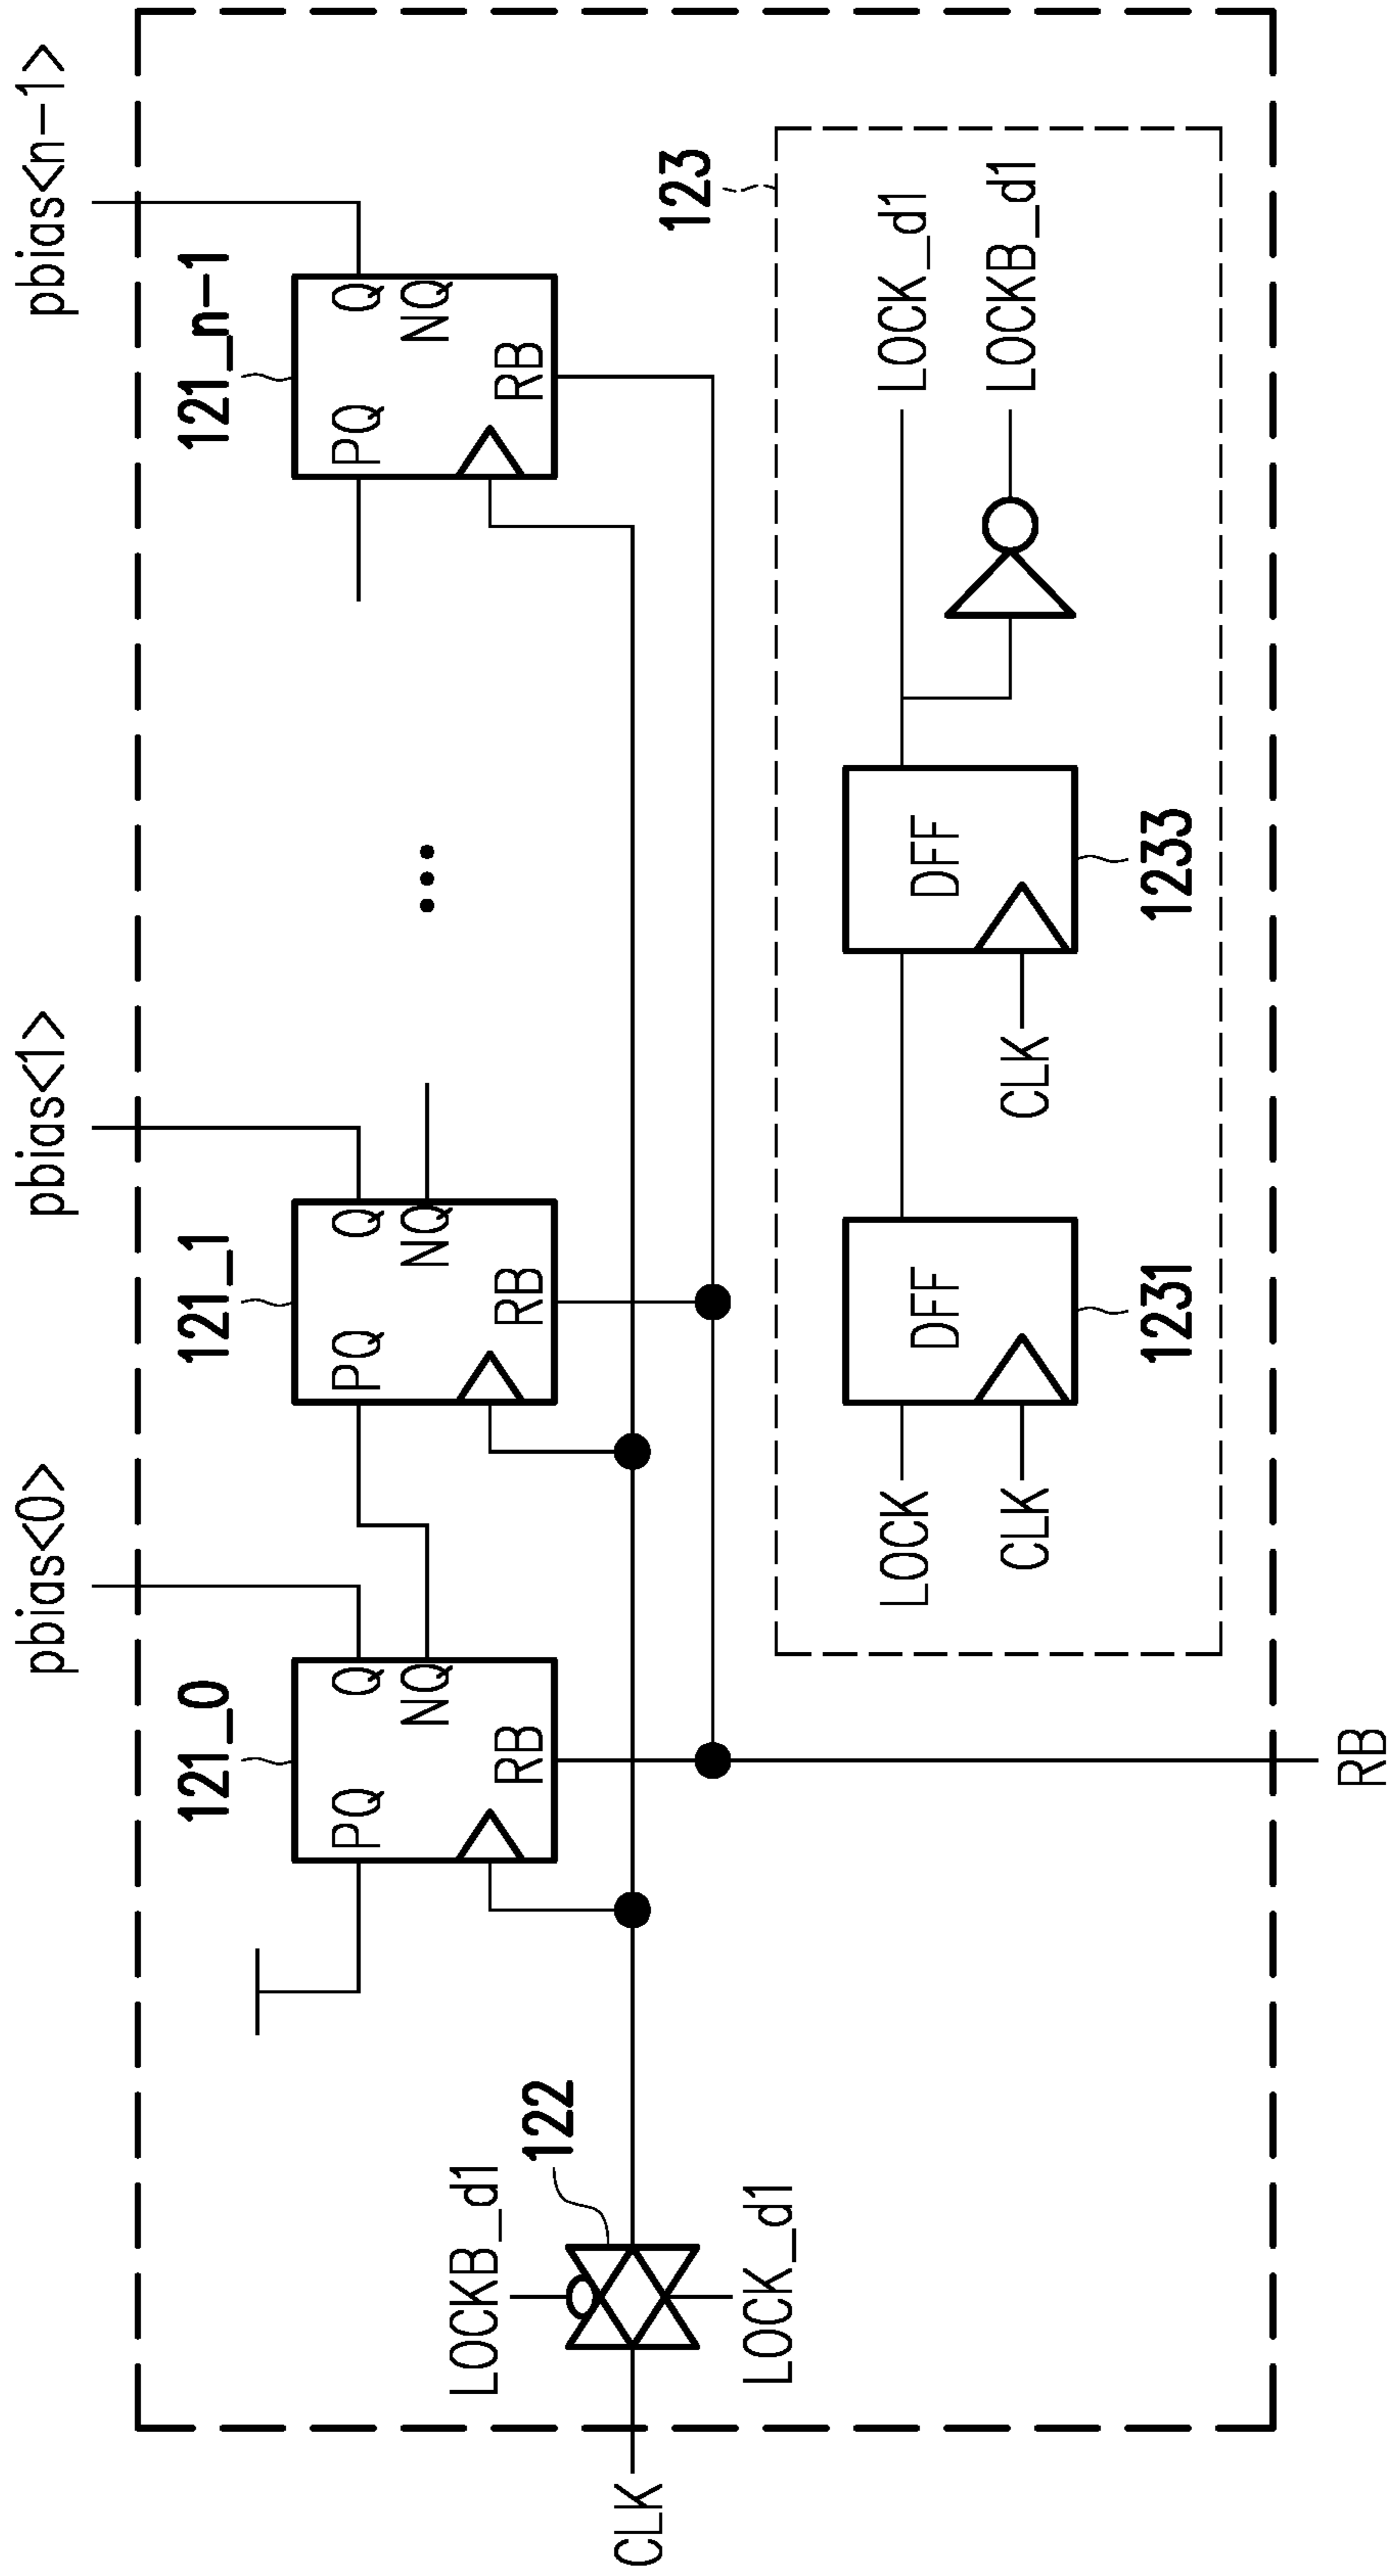 pbias<0>
pbias<1>
pbias<n-1>
121_0
121_1
121_n-1
PQ
Q
NQ
RB
PQ
Q
NQ
RB
...
PQ
Q
NQ
RB
LOCKB_d1
122
LOCK_d1
CLK
123
LOCK
CLK
DFF
1231
CLK
DFF
1233
LOCK_d1
LOCKB_d1
RB